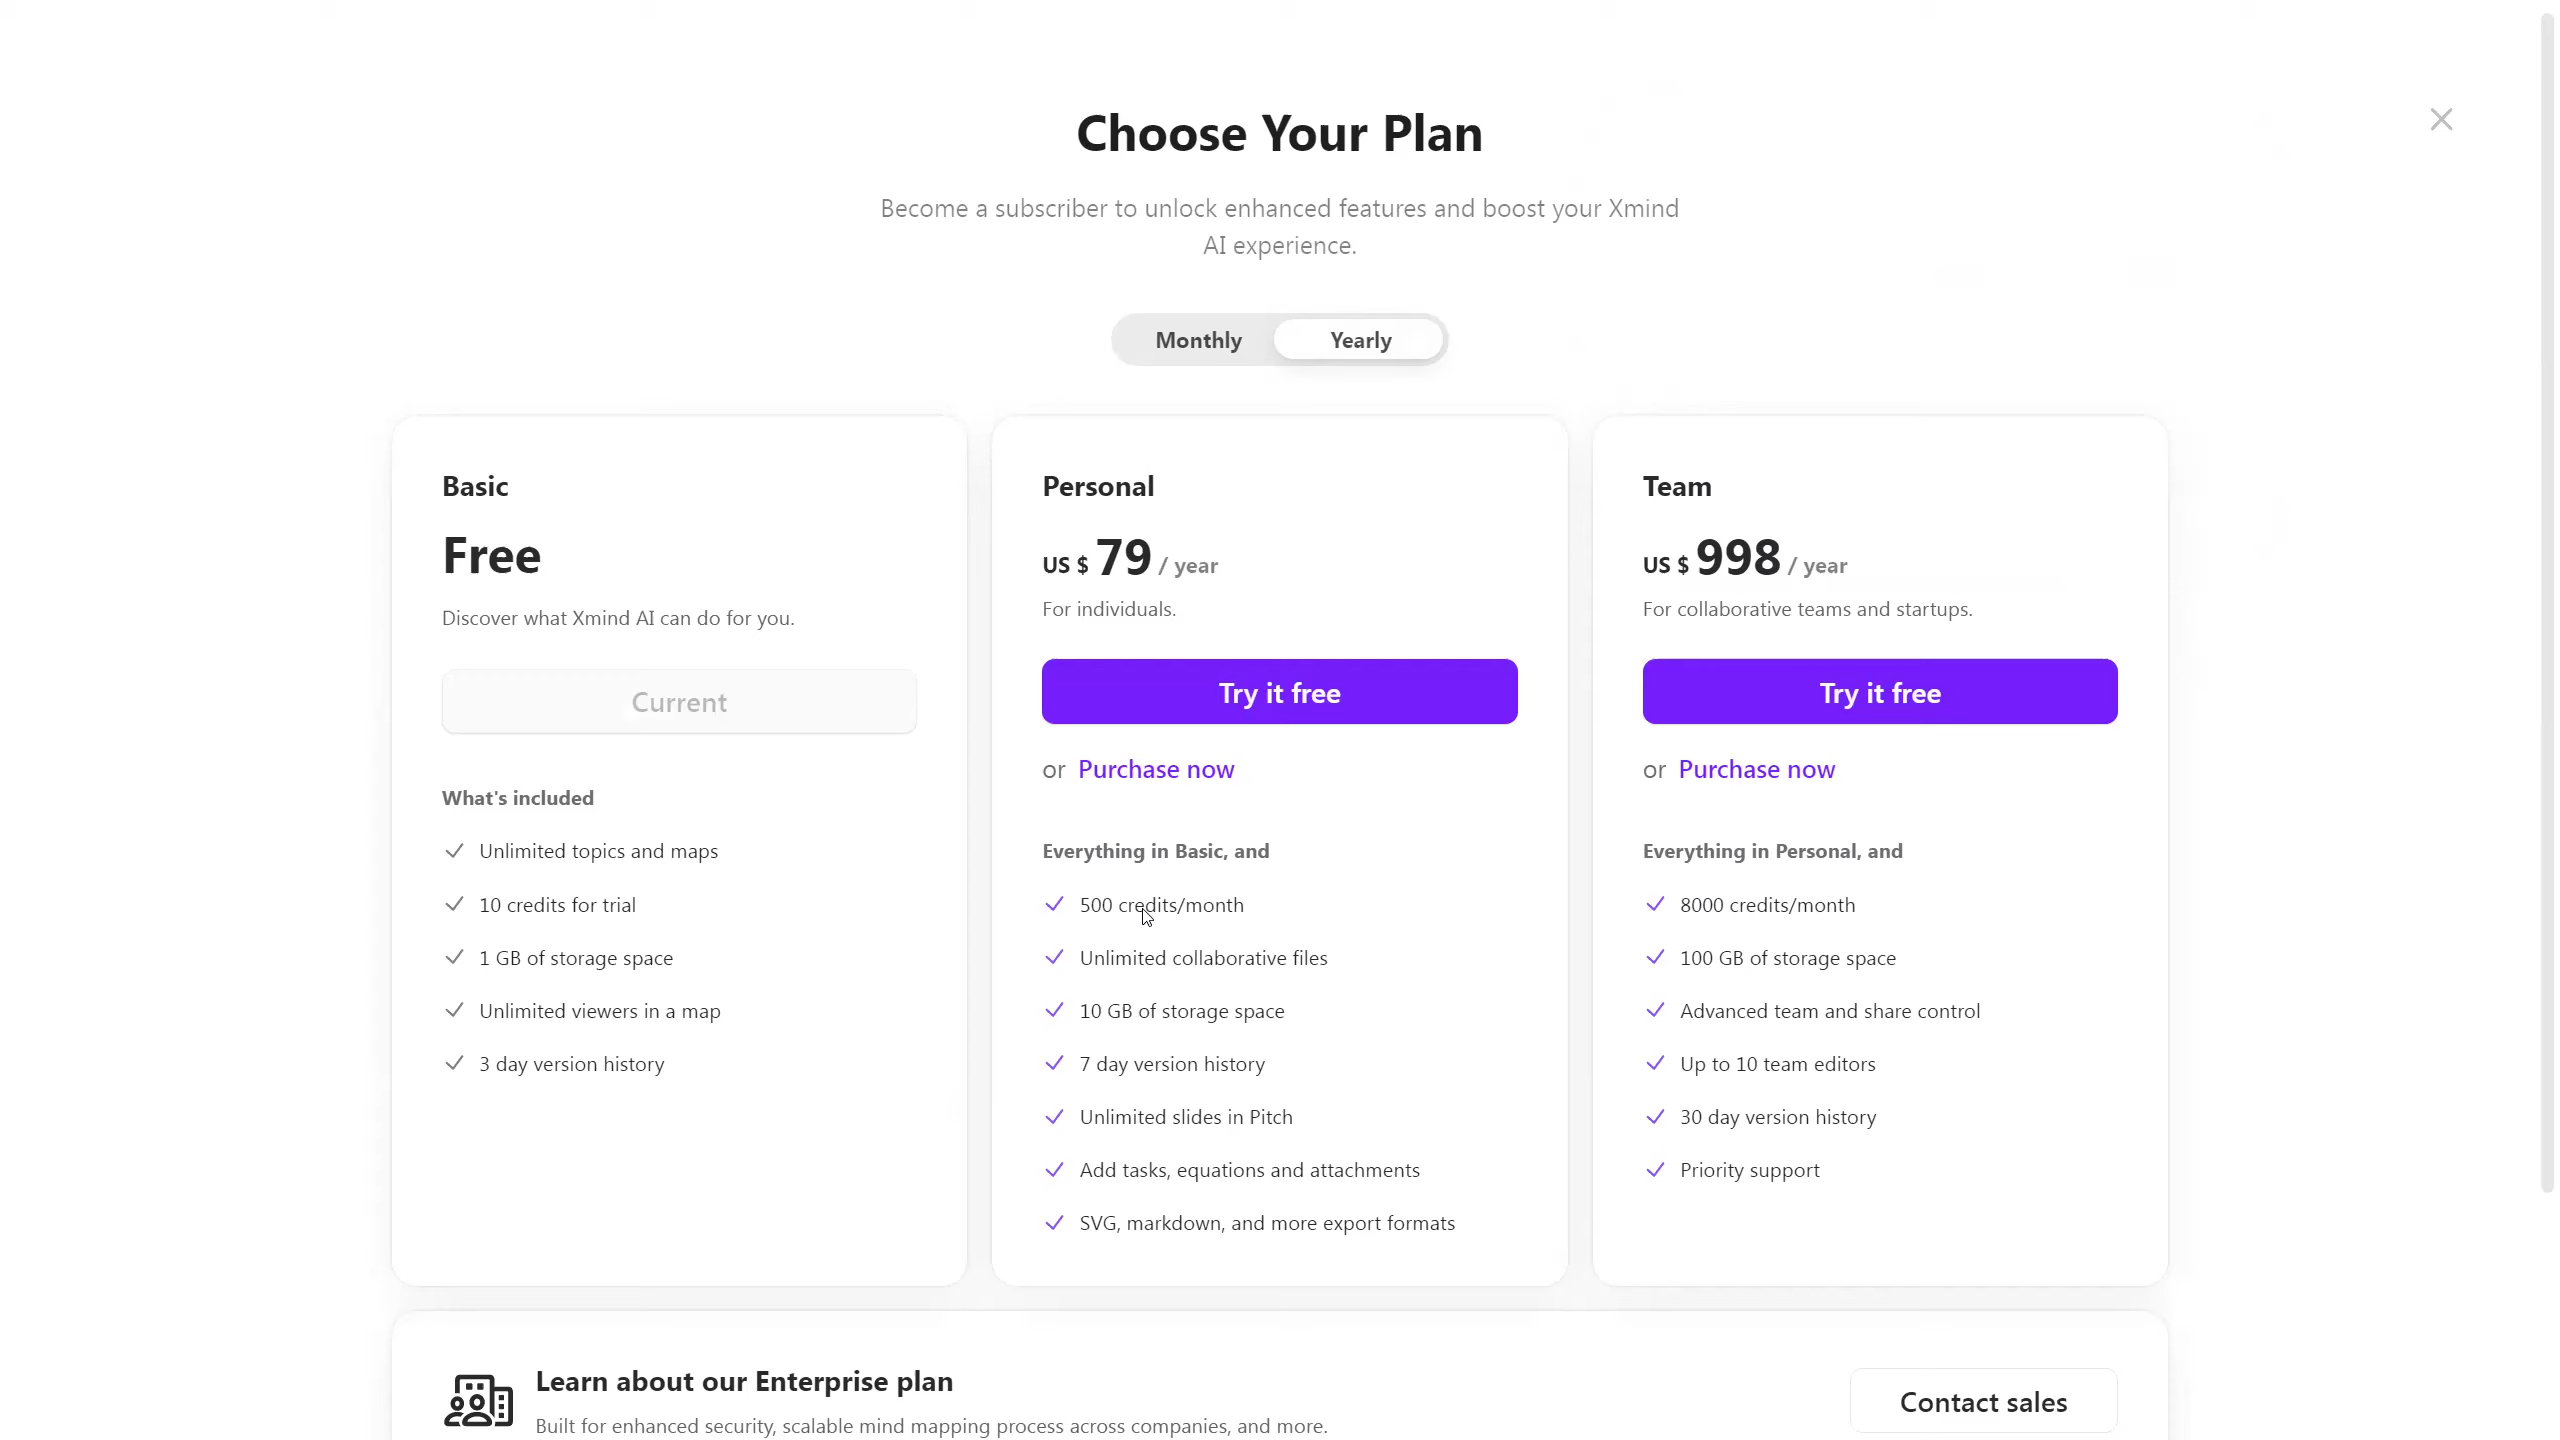 Choose Your Plan
Become a subscriber to unlock enhanced features and boost your Xmind
AI experience.
Monthly
Yearly
Basic
Free
Discover what Xmind AI can do for you.
Current
What's included
Unlimited topics and maps
10 credits for trial
1 GB of storage space
Unlimited viewers in a map
3 day version history
Personal
US $ 79 / year
For individuals.
Try it free
or Purchase now
Everything in Basic, and
500 credits/month
Unlimited collaborative files
10 GB of storage space
7 day version history
Unlimited slides in Pitch
Add tasks, equations and attachments
SVG, markdown, and more export formats
Team
US $ 998 / year
For collaborative teams and startups.
Try it free
or Purchase now
Everything in Personal, and
8000 credits/month
100 GB of storage space
Advanced team and share control
Up to 10 team editors
30 day version history
Priority support
Learn about our Enterprise plan
Built for enhanced security, scalable mind mapping process across companies, and more.
Contact sales